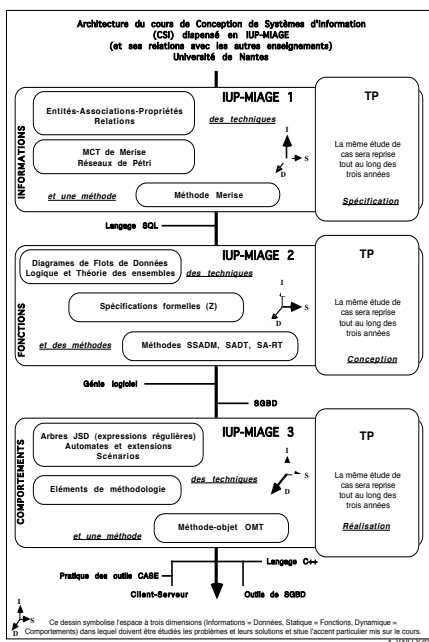 Architecture du cours de Conception de Systèmes d'Information
(CSI) dispensé en IUP-MIAGE
(et ses relations avec les autres enseignements)
Université de Nantes
INFORMATIONS
IUP-MIAGE 1
Entités-Associations-Propriétés
Relations
des techniques
MCT de Merise
Réseaux de Pétri
I
S
D
et une méthode
Méthode Merise
TP
La même étude de
cas sera reprise
tout au long des
trois années
Spécification
Langage SQL
FONCTIONS
IUP-MIAGE 2
Diagrames de Flots de Données
Logique et Théorie des ensembles
des techniques
Spécifications formelles (Z)
I
S
D
et des méthodes
Méthodes SSADM, SADT, SA-RT
TP
La même étude de
cas sera reprise
tout au long des
trois années
Conception
Génie logiciel
SGBD
COMPORTEMENTS
IUP-MIAGE 3
Arbres JSD (expressions régulières)
Automates et extensions
Scénarios
des techniques
Eléments de méthodologie
I
S
D
et une méthode
Méthode-objet OMT
TP
La même étude de
cas sera reprise
tout au long des
trois années
Réalisation
Langage C++
Pratique des outils CASE
Client-Serveur
Outils de SGBD
I
S
D
Ce dessin symbolise l'espace à trois dimensions (Informations = Données, Statique = Fonctions, Dynamique =
Comportements) dans lequel doivent être étudiés les problèmes et leurs solutions et situe l'accent particulier mis sur le cours.